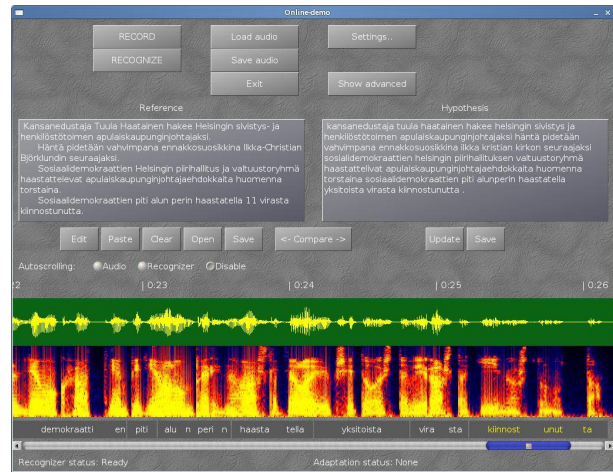 Online-demo
RECORD
Load audio
Settings..
RECOGNIZE
Save audio
Exit
Show advanced
Reference
Hypothesis
Kansanedustaja Tuula Haatainen hakee Helsingin sivistys- ja
henkilöstötoimen apulaiskaupunginjohtajaksi.
Häntä pidetään vahvimpana ennakkosuosikkina Ilkka-Christian
Björklundin seuraajaksi.
Sosiaalidemokraattien Helsingin piirihallitus ja valtuustoryhmä
haastattelevat apulaiskaupunginjohtajaehdokkaita huomenna
torstaina.
Sosiaalidemokraattien piti alun perin haastatella 11 virasta
kiinnostunutta.
kansanedustaja tuula haatainen hakee helsingin sivistys ja
henkilöstötoimen apulaiskaupunginjohtajaksi häntä pidetään
vahvimpana ennakkosuosikkina ilkka kristian kirkon seuraajaksi
sosialidemokraattien helsingin piirihallituksen valtuustoryhmä
haastattelivat apulaiskaupunginjohtajaehdokkaita huomenna
torstaina sosiaalidemokraattien piti alunperin haastatella
yksitoista virasta kiinnostunutta ,
Edit
Paste
Clear
Open
Save
<- Compare ->
Update
Save
Autoscrolling: Audio Recognizer Disable
22 | 0:23 | 0:24 | 0:25 | 0:26
demokraatti en piti alu n peri n haasta tella yksitoista vira sta kiinnost unut ta
Recognizer status: Ready
Adaptation status: None